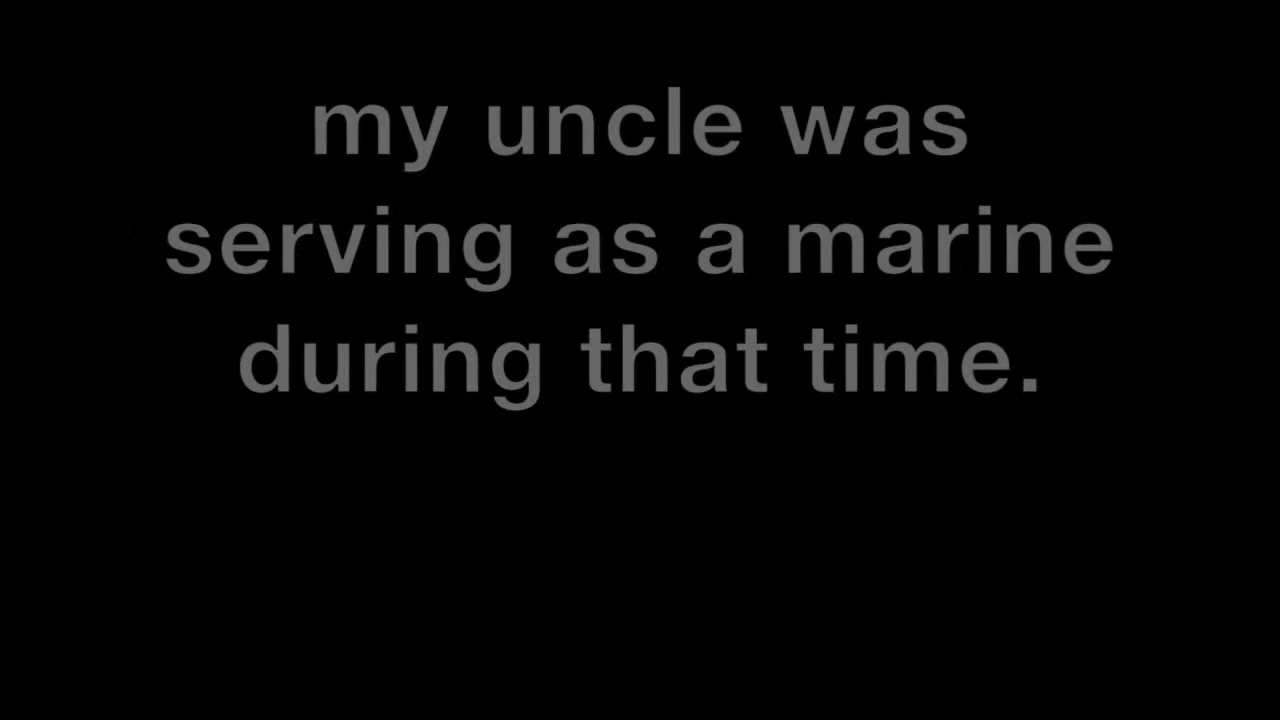 my uncle was
serving as a marine
during that time.